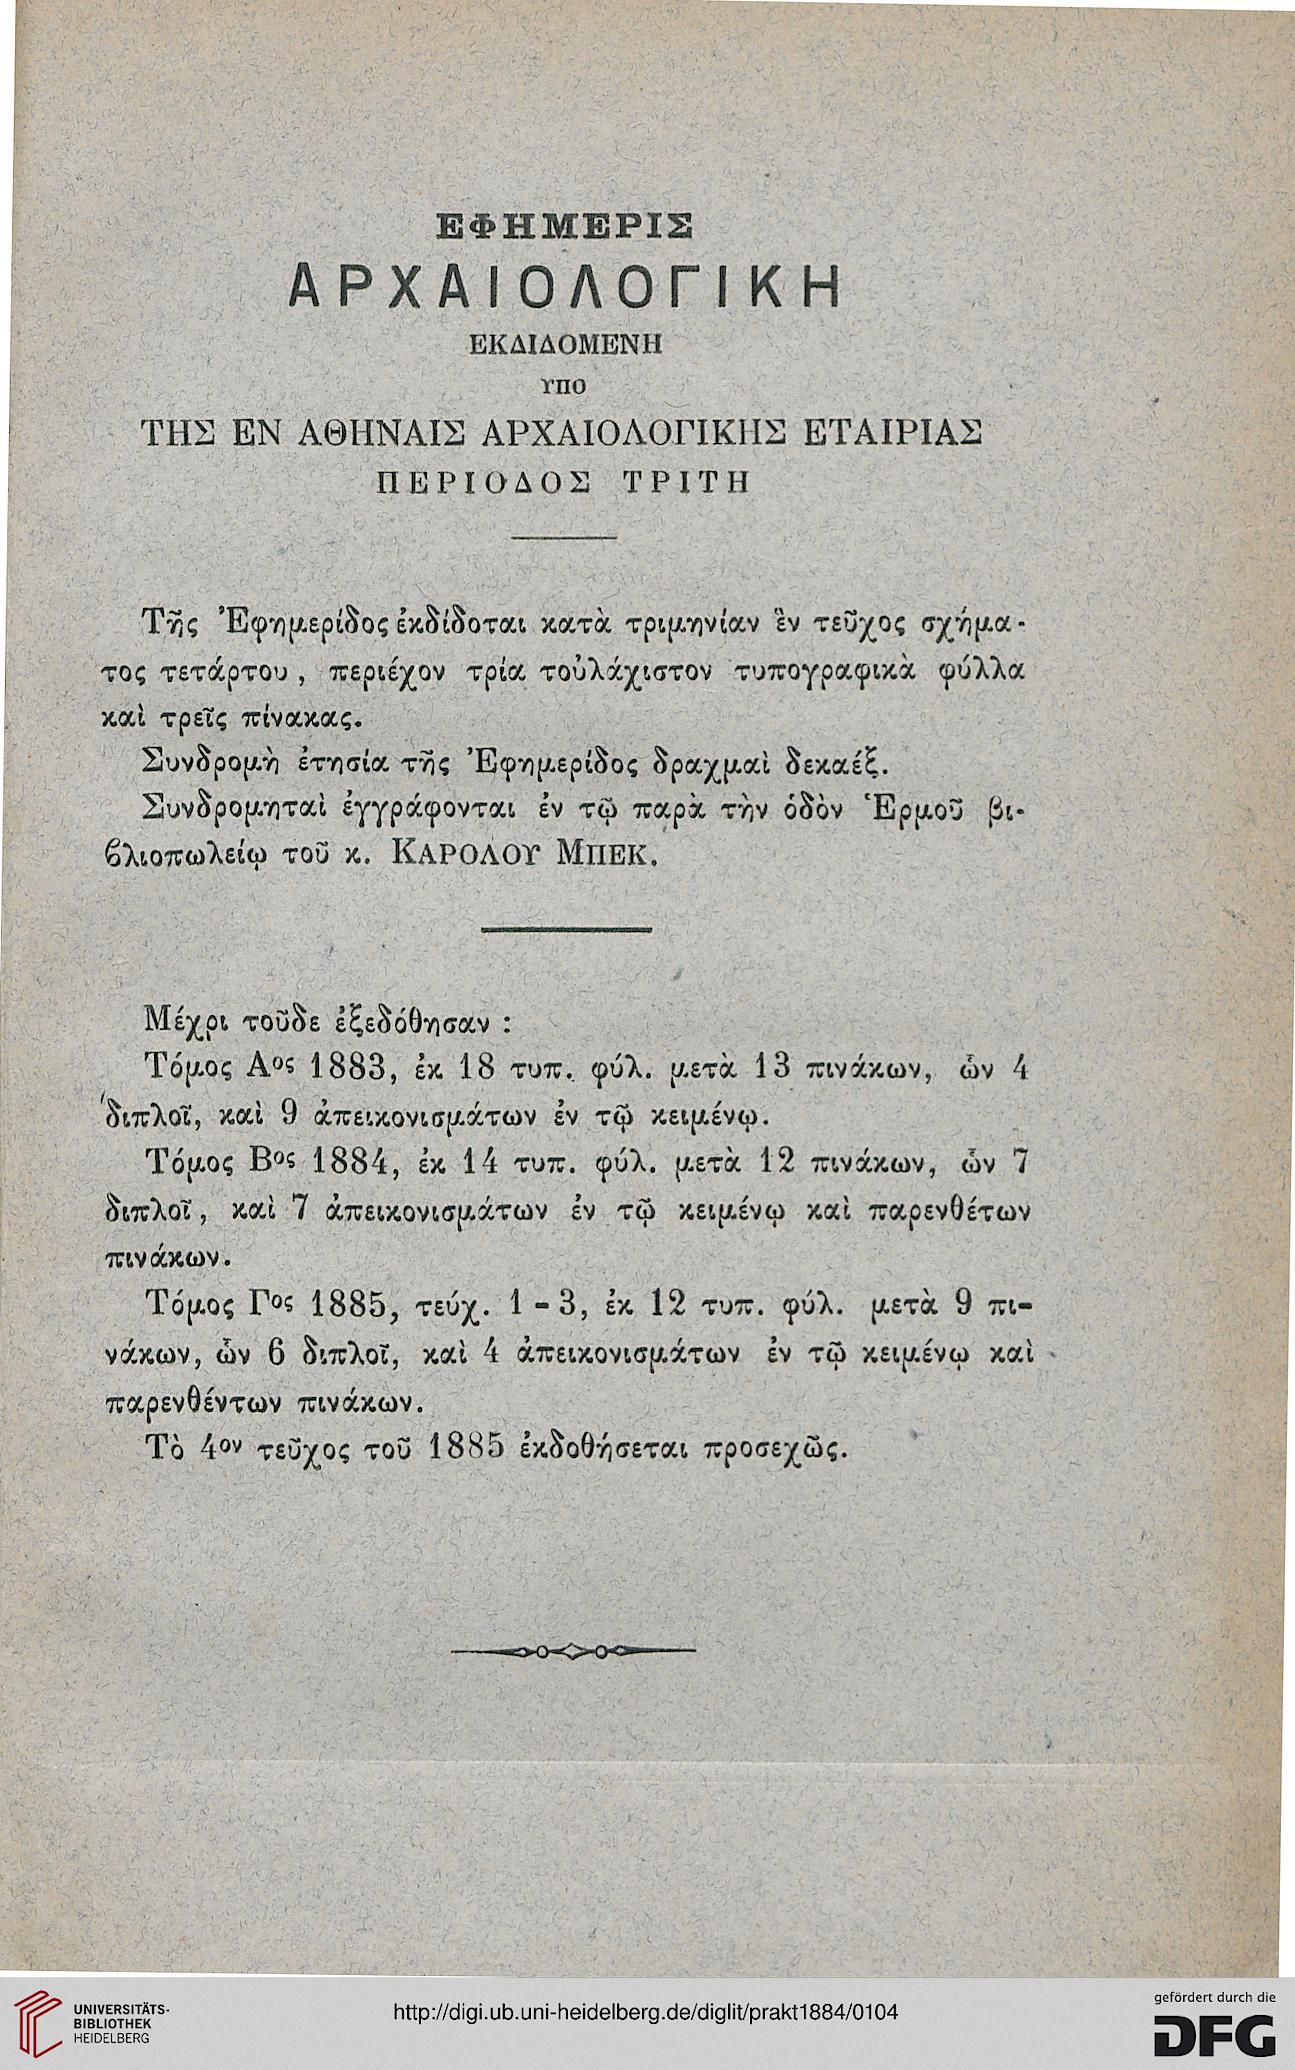 ΕΦΗΜΕΡΙΣ
ΑΡΧΑΙΟΛΟΓΙΚΗ
ΕΚΔΙΔΟΜΕΝΗ
ΥΠΟ
ΤΗΣ ΕΝ ΑΘΗΝΑΙΣ ΑΡΧΑΙΟΛΟΓΙΚΗΣ ΕΤΑΙΡΙΑΣ
ΠΕΡΙΟΔΟΣ ΤΡΙΤΗ
Τῆς Ἐφημερίδος ἐκδίδοται κατὰ τριμηνίαν ἓν τεῦχος σχήμα-
τος τετάρτου, περιέχον τρία τοὐλάχιστον τυπογραφικὰ φύλλα
καὶ τρεῖς πίνακας.
Συνδρομὴ ἐτησία τῆς Ἐφημερίδος δραχμαὶ δεκαέξ.
Συνδρομηταὶ ἐγγράφονται ἐν τῷ παρὰ τὴν ὁδὸν Ἑρμοῦ βι-
ϐλιοπωλείῳ τοῦ κ. ΚΑΡΟΛΟΥ ΜΠΕΚ.
Μέχρι τοῦδε ἐξεδόθησαν :
Τόμος Αος 1883, ἐκ 18 τυπ. φύλ. μετὰ 13 πινάκων, ὧν 4
διπλοῖ, καὶ 9 ἀπεικονισμάτων ἐν τῷ κειμένῳ.
Τόμος Βος 1884, ἐκ 14 τυπ. φύλ. μετὰ 12 πινάκων, ὧν 7
διπλοῖ, καὶ 7 ἀπεικονισμάτων ἐν τῷ κειμένῳ καὶ παρενθέτων
πινάκων.
Τόμος Γος 1885, τεύχ. 1-3, ἐκ 12 τυπ. φύλ. μετὰ 9 πι-
νάκων, ὧν 6 διπλοῖ, καὶ 4 ἀπεικονισμάτων ἐν τῷ κειμένῳ καὶ
παρενθέντων πινάκων.
Τὸ 4ον τεῦχος τοῦ 1885 ἐκδοθήσεται προσεχῶς.
UNIVERSITÄTS-
BIBLIOTHEK
HEIDELBERG
http://digi.ub.uni-heidelberg.de/diglit/prakt1884/0104
gefördert durch die
DFG